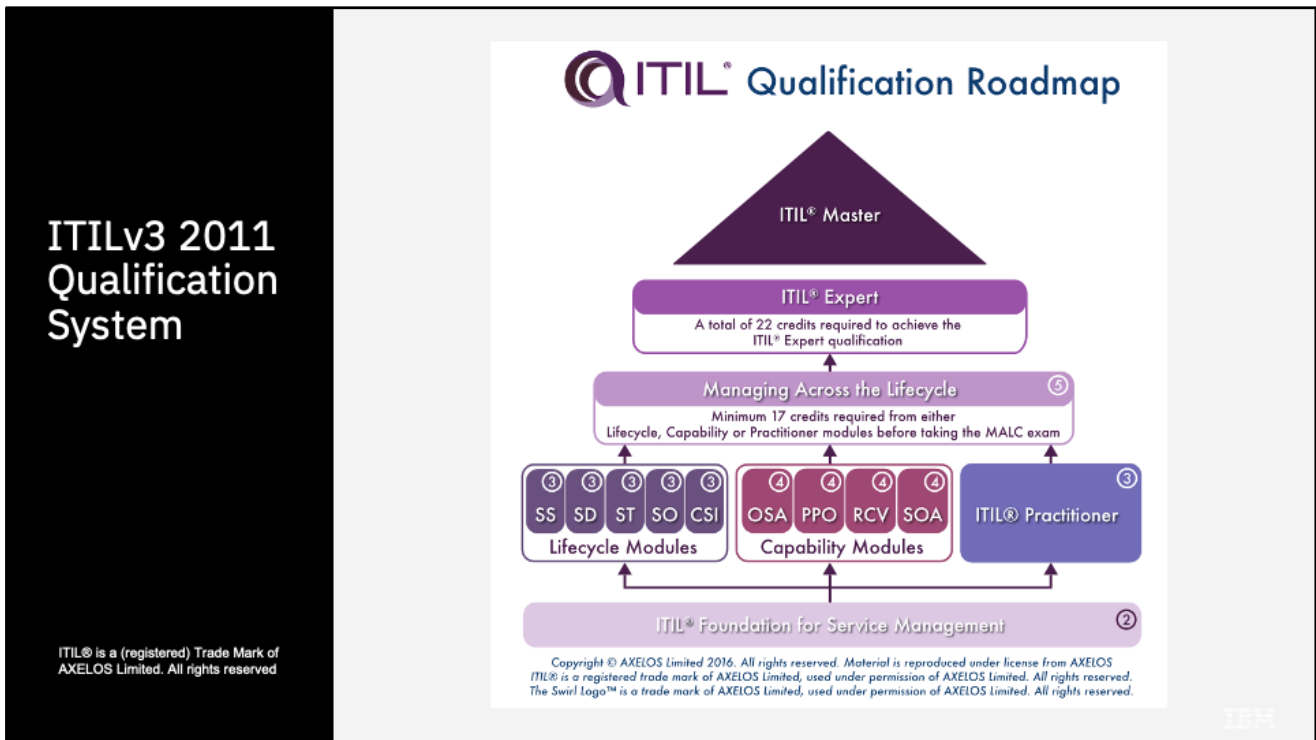 ITILv3 2011
Qualification
System
ITIL® is a (registered) Trade Mark of
AXELOS Limited. All rights reserved
ITIL® Qualification Roadmap
ITIL® Master
ITIL® Expert
A total of 22 credits required to achieve the
ITIL® Expert qualification
Managing Across the Lifecycle 5
Minimum 17 credits required from either
Lifecycle, Capability or Practitioner modules before taking the MALC exam
3 3 3 3 3
SS SD ST SO CSI
Lifecycle Modules
4 4 4 4
OSA PPO RCV SOA
Capability Modules
3
ITIL® Practitioner
ITIL® Foundation for Service Management 2
Copyright © AXELOS Limited 2016. All rights reserved. Material is reproduced under license from AXELOS
ITIL® is a registered trade mark of AXELOS Limited, used under permission of AXELOS Limited. All rights reserved.
The Swirl Logo™ is a trade mark of AXELOS Limited, used under permission of AXELOS Limited. All rights reserved.
IBM